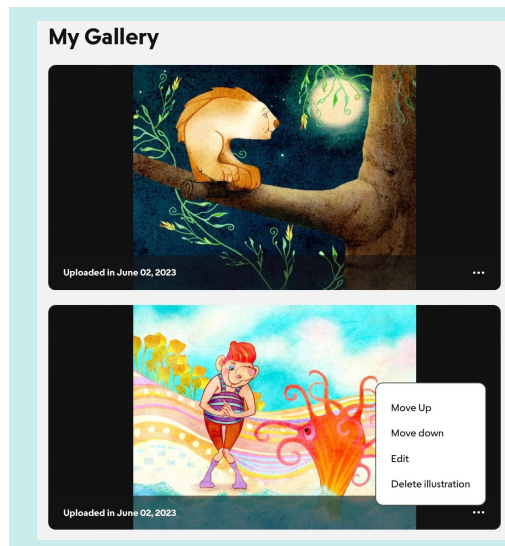 My Gallery
Uploaded in June 02, 2023
Move Up
Move down
Edit
Delete illustration
Uploaded in June 02, 2023